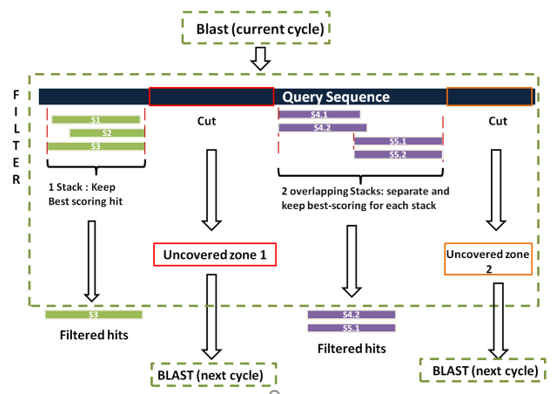 Blast (current cycle)
FILTER
Query Sequence
S1
S2
S3
Cut
S4.1
S4.2
S5.1
S5.2
Cut
1 Stack : Keep
Best scoring hit
2 overlapping Stacks: separate and
keep best-scoring for each stack
Uncovered zone 1
Uncovered zone
2
S3
Filtered hits
S4.2
S5.1
Filtered hits
BLAST (next cycle)
BLAST (next cycle)